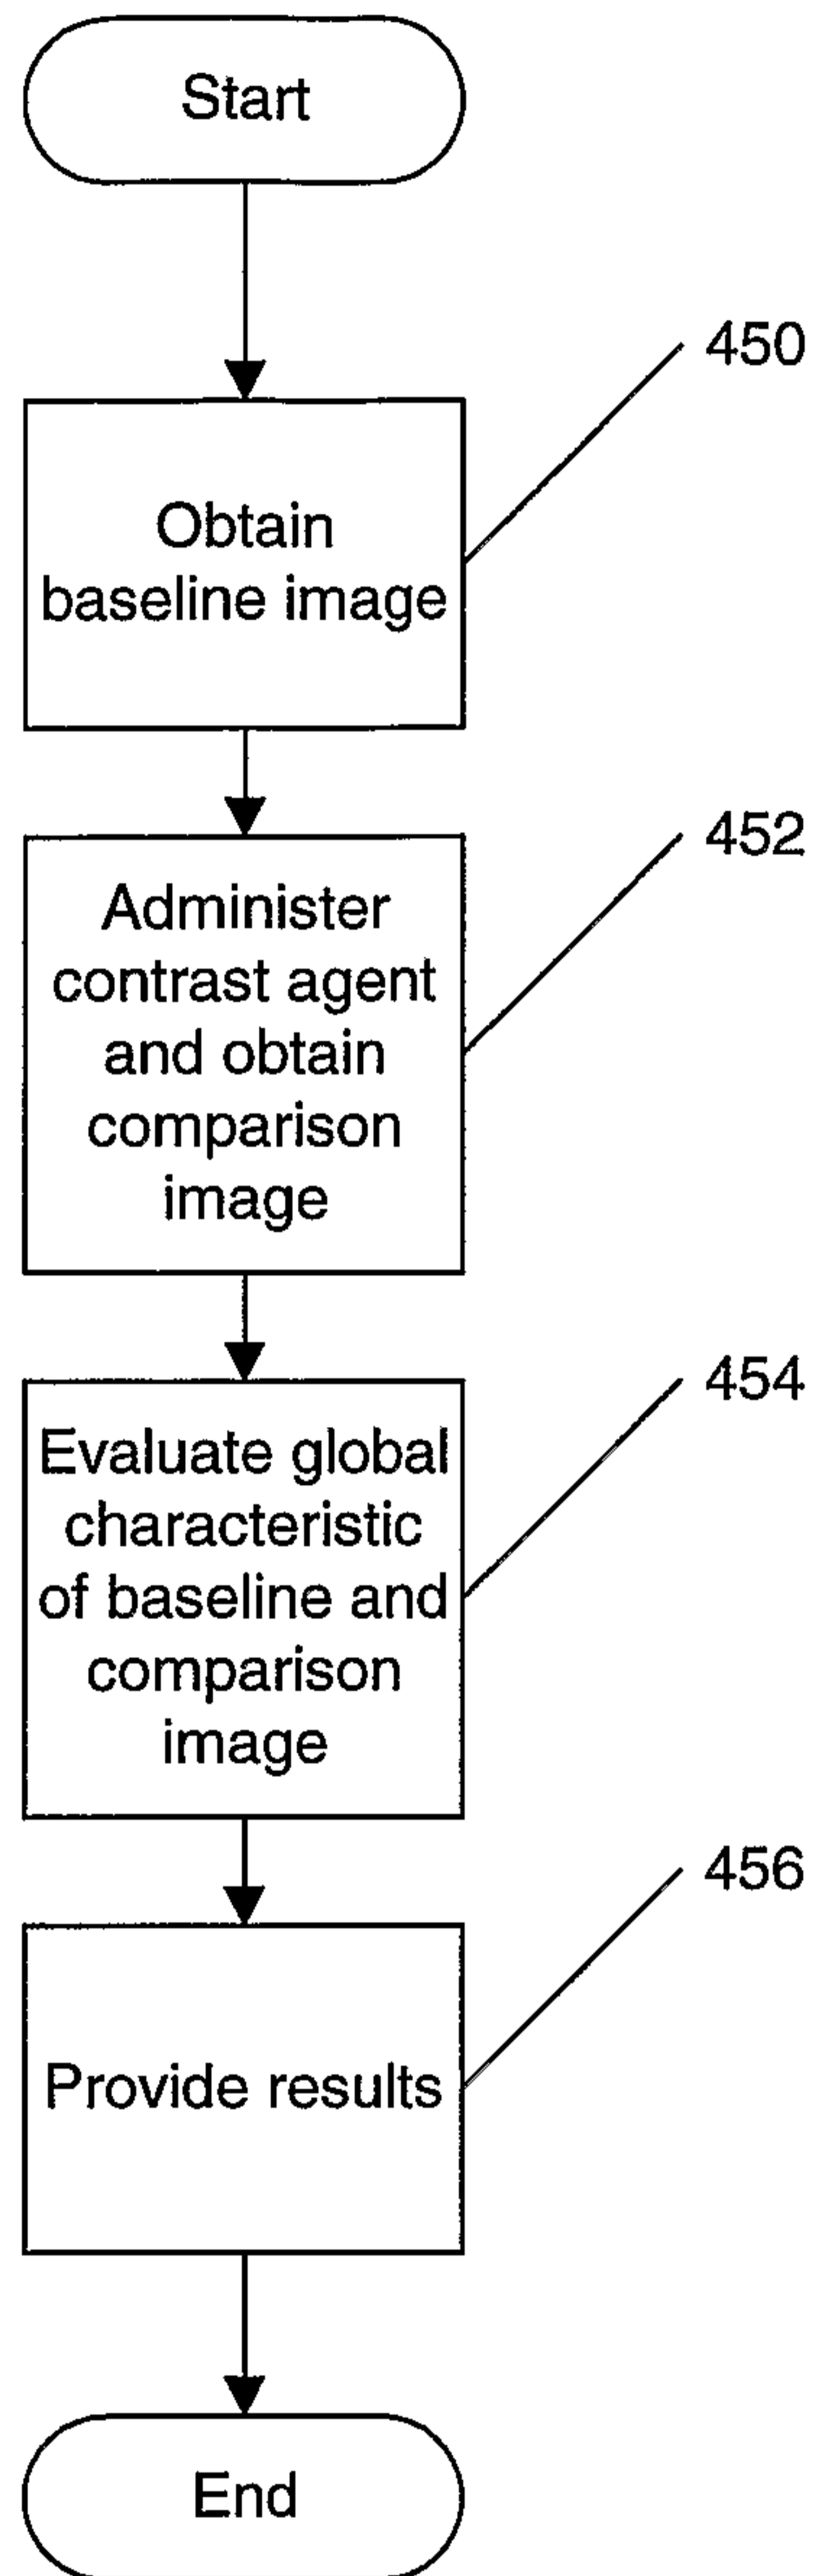 Start
450
Obtain
baseline image
452
Administer
contrast agent
and obtain
comparison
image
454
Evaluate global
characteristic
of baseline and
comparison
image
456
Provide results
End